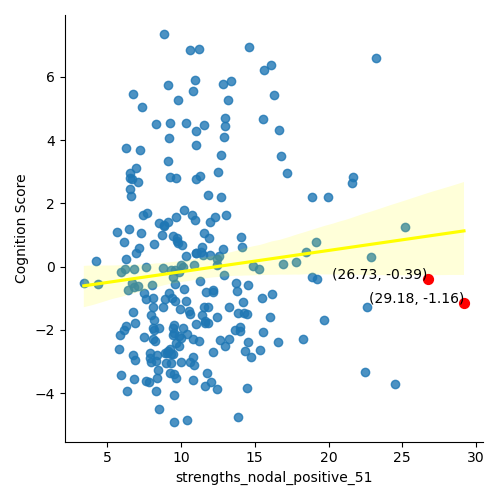 6
4
2
0
−2
−4
Cognition Score
(26.73, -0.39)
(29.18, -1.16)
5 10 15 20 25 30
strengths_nodal_positive_51